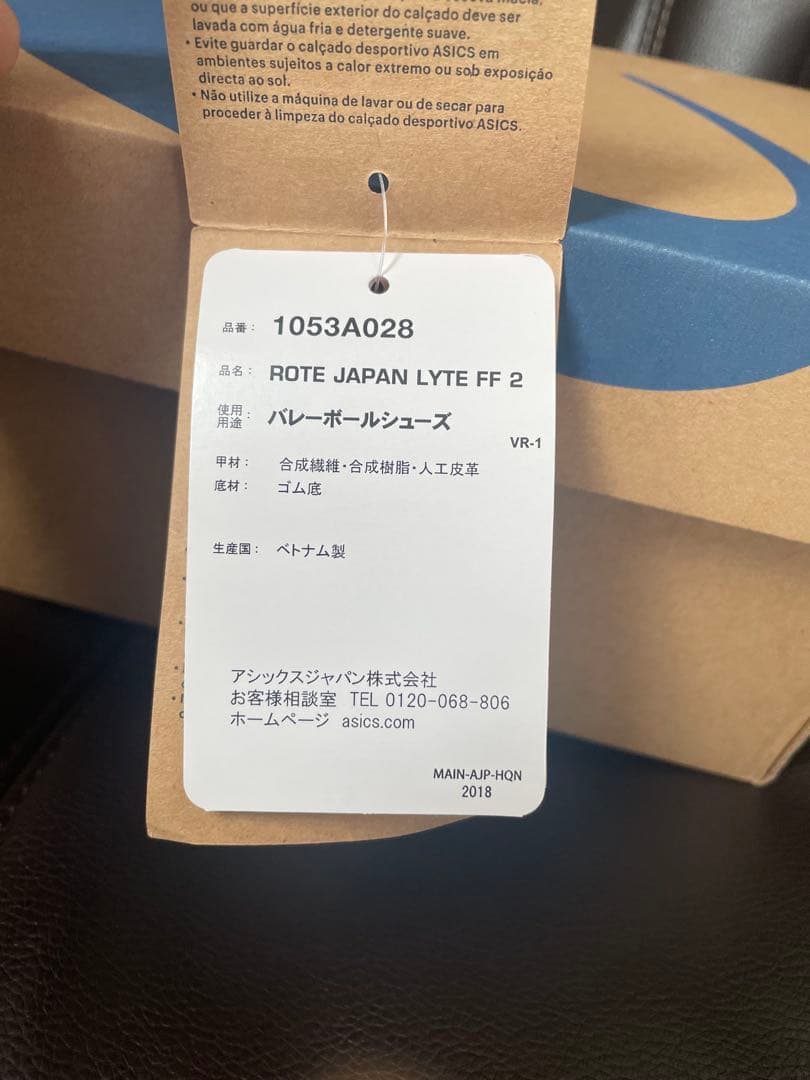 ou que a superfície exterior do calçado deve ser
lavada com água fria e detergente suave.
• Evite guardar o calçado desportivo ASICS em
ambientes sujeitos a calor extremo ou sob exposição
directa ao sol.
• Não utilize a máquina de lavar ou de secar para
proceder à limpeza do calçado desportivo ASICS.
品番： 1053A028
品名： ROTE JAPAN LYTE FF 2
使用用途： バレーボールシューズ
VR-1
甲材： 合成繊維・合成樹脂・人工皮革
底材： ゴム底
生産国： ベトナム製
アシックスジャパン株式会社
お客様相談室 TEL 0120-068-806
ホームページ asics.com
MAIN-AJP-HQN
2018